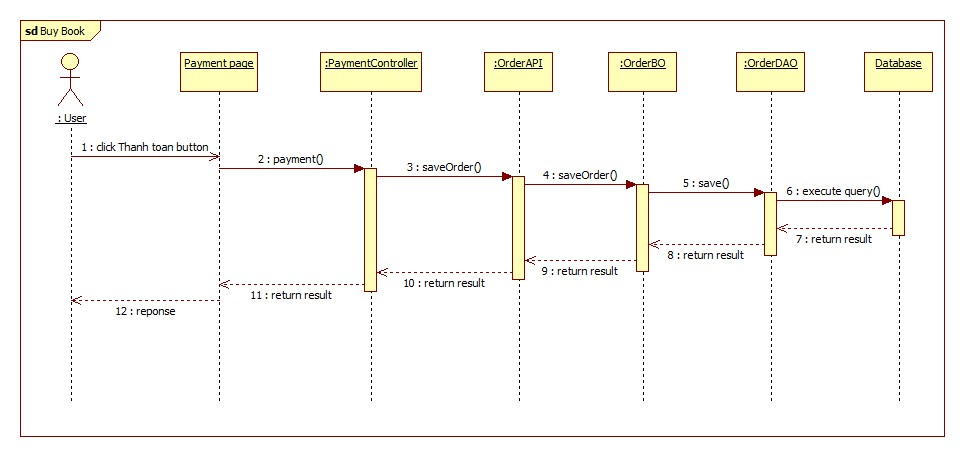 sd Buy Book
Payment page
:PaymentController
:OrderAPI
:OrderBO
:OrderDAO
Database
: User
1 : click Thanh toan button
2 : payment()
3 : saveOrder()
4 : saveOrder()
5 : save()
6 : execute query()
7 : return result
8 : return result
9 : return result
10 : return result
11 : return result
12 : reponse